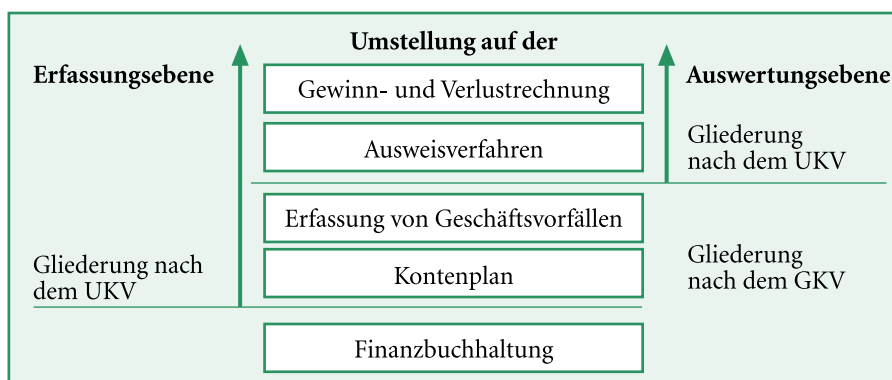 Umstellung auf der
Erfassungsebene
Auswertungsebene
Gewinn- und Verlustrechnung
Ausweisverfahren
Gliederung
nach dem UKV
Erfassung von Geschäftsvorfällen
Kontenplan
Gliederung nach
dem UKV
Gliederung
nach dem GKV
Finanzbuchhaltung